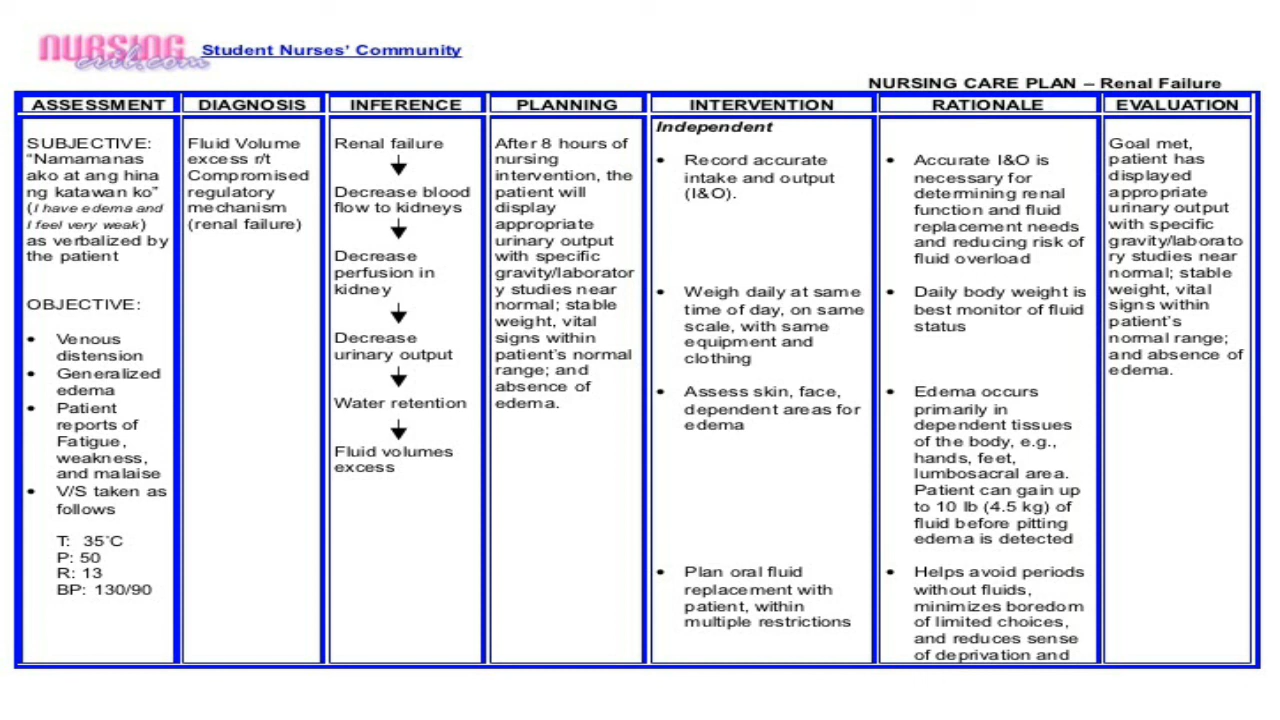 NURSING
crib.com
Student Nurses' Community
NURSING CARE PLAN – Renal Failure
ASSESSMENT
DIAGNOSIS
INFERENCE
PLANNING
INTERVENTION
RATIONALE
EVALUATION
SUBJECTIVE:
"Namamanas
ako at ang hina
ng katawan ko"
(I have edema and
I feel very weak)
as verbalized by
the patient
OBJECTIVE:
• Venous
distension
• Generalized
edema
• Patient
reports of
Fatigue,
weakness,
and malaise
• V/S taken as
follows
T: 35˚C
P: 50
R: 13
BP: 130/90
Fluid Volume
excess r/t
Compromised
regulatory
mechanism
(renal failure)
Renal failure
Decrease blood
flow to kidneys
Decrease
perfusion in
kidney
Decrease
urinary output
Water retention
Fluid volumes
excess
After 8 hours of
nursing
intervention, the
patient will
display
appropriate
urinary output
with specific
gravity/laborator
y studies near
normal; stable
weight, vital
signs within
patient's normal
range; and
absence of
edema.
Independent
• Record accurate
intake and output
(I&O).
• Weigh daily at same
time of day, on same
scale, with same
equipment and
clothing
• Assess skin, face,
dependent areas for
edema
• Plan oral fluid
replacement with
patient, within
multiple restrictions
• Accurate I&O is
necessary for
determining renal
function and fluid
replacement needs
and reducing risk of
fluid overload
• Daily body weight is
best monitor of fluid
status
• Edema occurs
primarily in
dependent tissues
of the body, e.g.,
hands, feet,
lumbosacral area.
Patient can gain up
to 10 lb (4.5 kg) of
fluid before pitting
edema is detected
• Helps avoid periods
without fluids,
minimizes boredom
of limited choices,
and reduces sense
of deprivation and
Goal met,
patient has
displayed
appropriate
urinary output
with specific
gravity/laborato
ry studies near
normal; stable
weight, vital
signs within
patient's
normal range;
and absence of
edema.